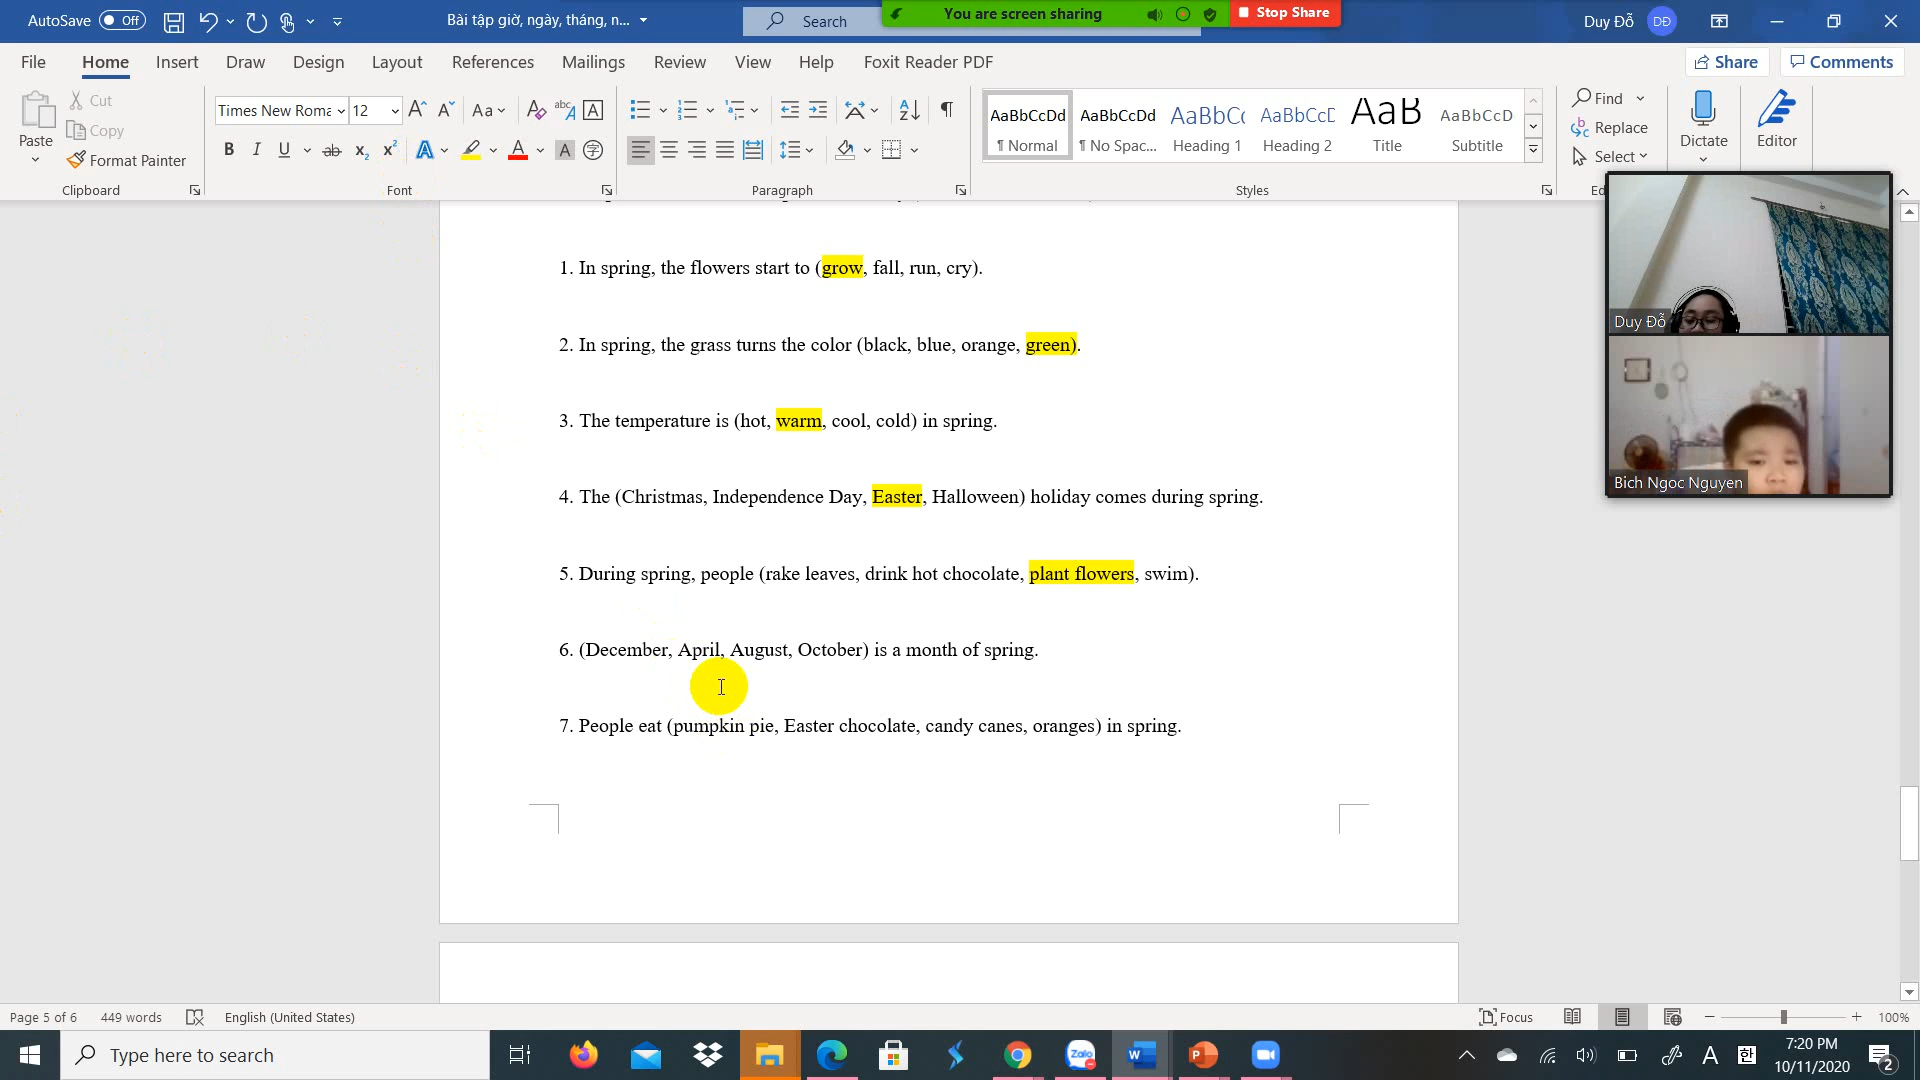 AutoSave Off
Bài tập giờ, ngày, tháng, n...
Search
You are screen sharing
Stop Share
Duy Đỗ
DĐ
File Home Insert Draw Design Layout References Mailings Review View Help Foxit Reader PDF
Share
Comments
Paste
Cut
Copy
Format Painter
Clipboard
Times New Roma
12
Font
Paragraph
AaBbCcDd
¶ Normal
AaBbCcDd
¶ No Spac...
AaBbCc
Heading 1
AaBbCcD
Heading 2
AaB
Title
AaBbCcD
Subtitle
Styles
Find
Replace
Select
Dictate
Editor
1. In spring, the flowers start to (grow, fall, run, cry).
2. In spring, the grass turns the color (black, blue, orange, green).
3. The temperature is (hot, warm, cool, cold) in spring.
4. The (Christmas, Independence Day, Easter, Halloween) holiday comes during spring.
5. During spring, people (rake leaves, drink hot chocolate, plant flowers, swim).
6. (December, April, August, October) is a month of spring.
7. People eat (pumpkin pie, Easter chocolate, candy canes, oranges) in spring.
Duy Đỗ
Bich Ngoc Nguyen
Page 5 of 6
449 words
English (United States)
Focus
100%
Type here to search
Zalo
7:20 PM
10/11/2020
2